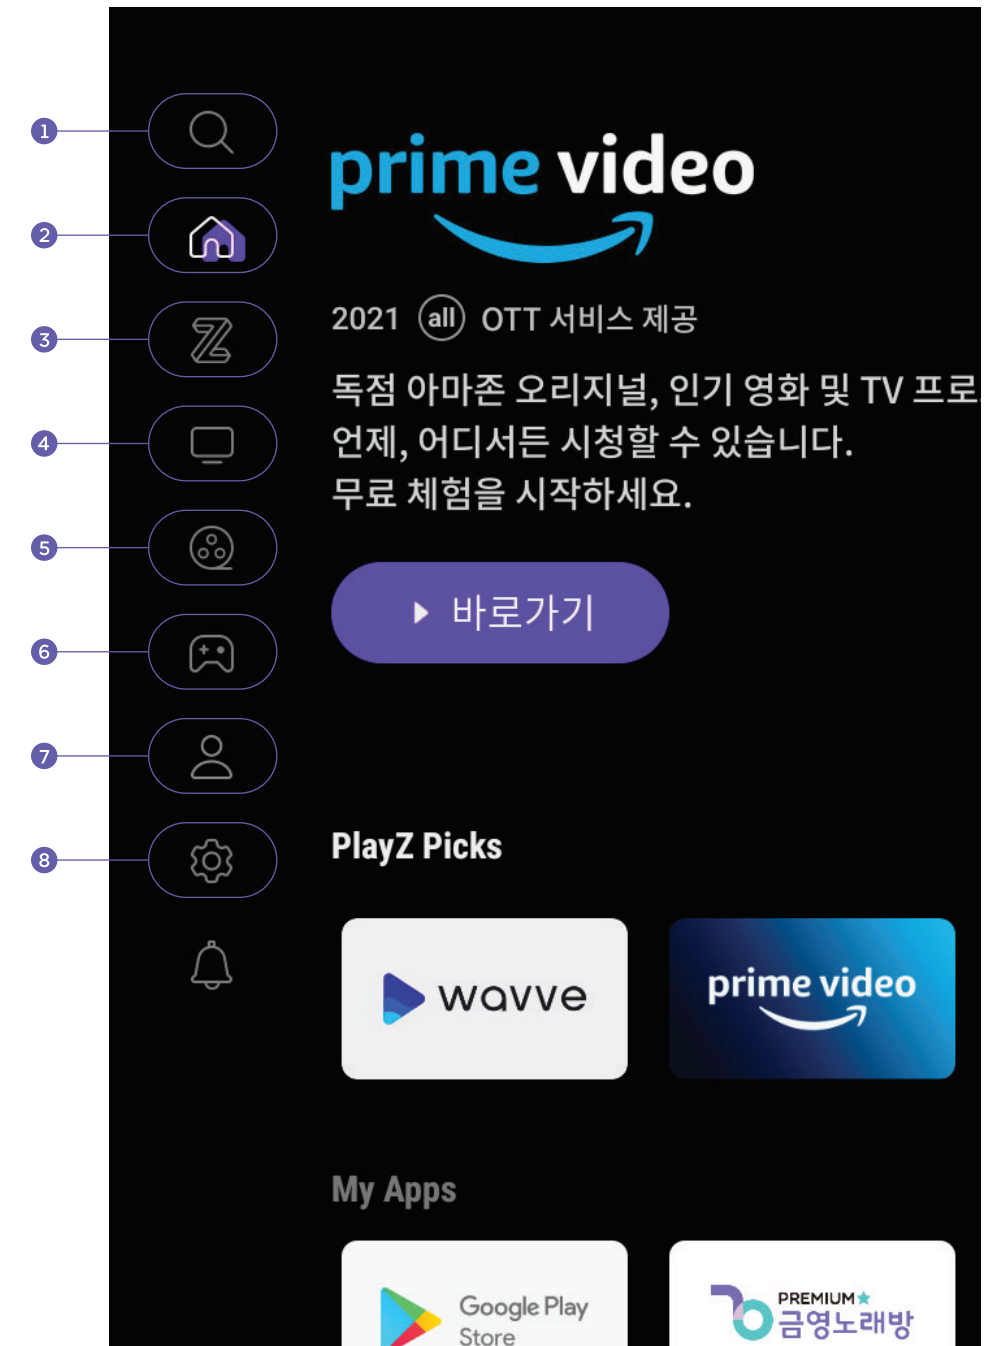 1
2
3
4
5
6
7
8
prime video
2021 all OTT 서비스 제공
독점 아마존 오리지널, 인기 영화 및 TV 프로
언제, 어디서든 시청할 수 있습니다.
무료 체험을 시작하세요.
바로가기
PlayZ Picks
wavve
prime video
My Apps
Google Play
Store
PREMIUM
금영노래방